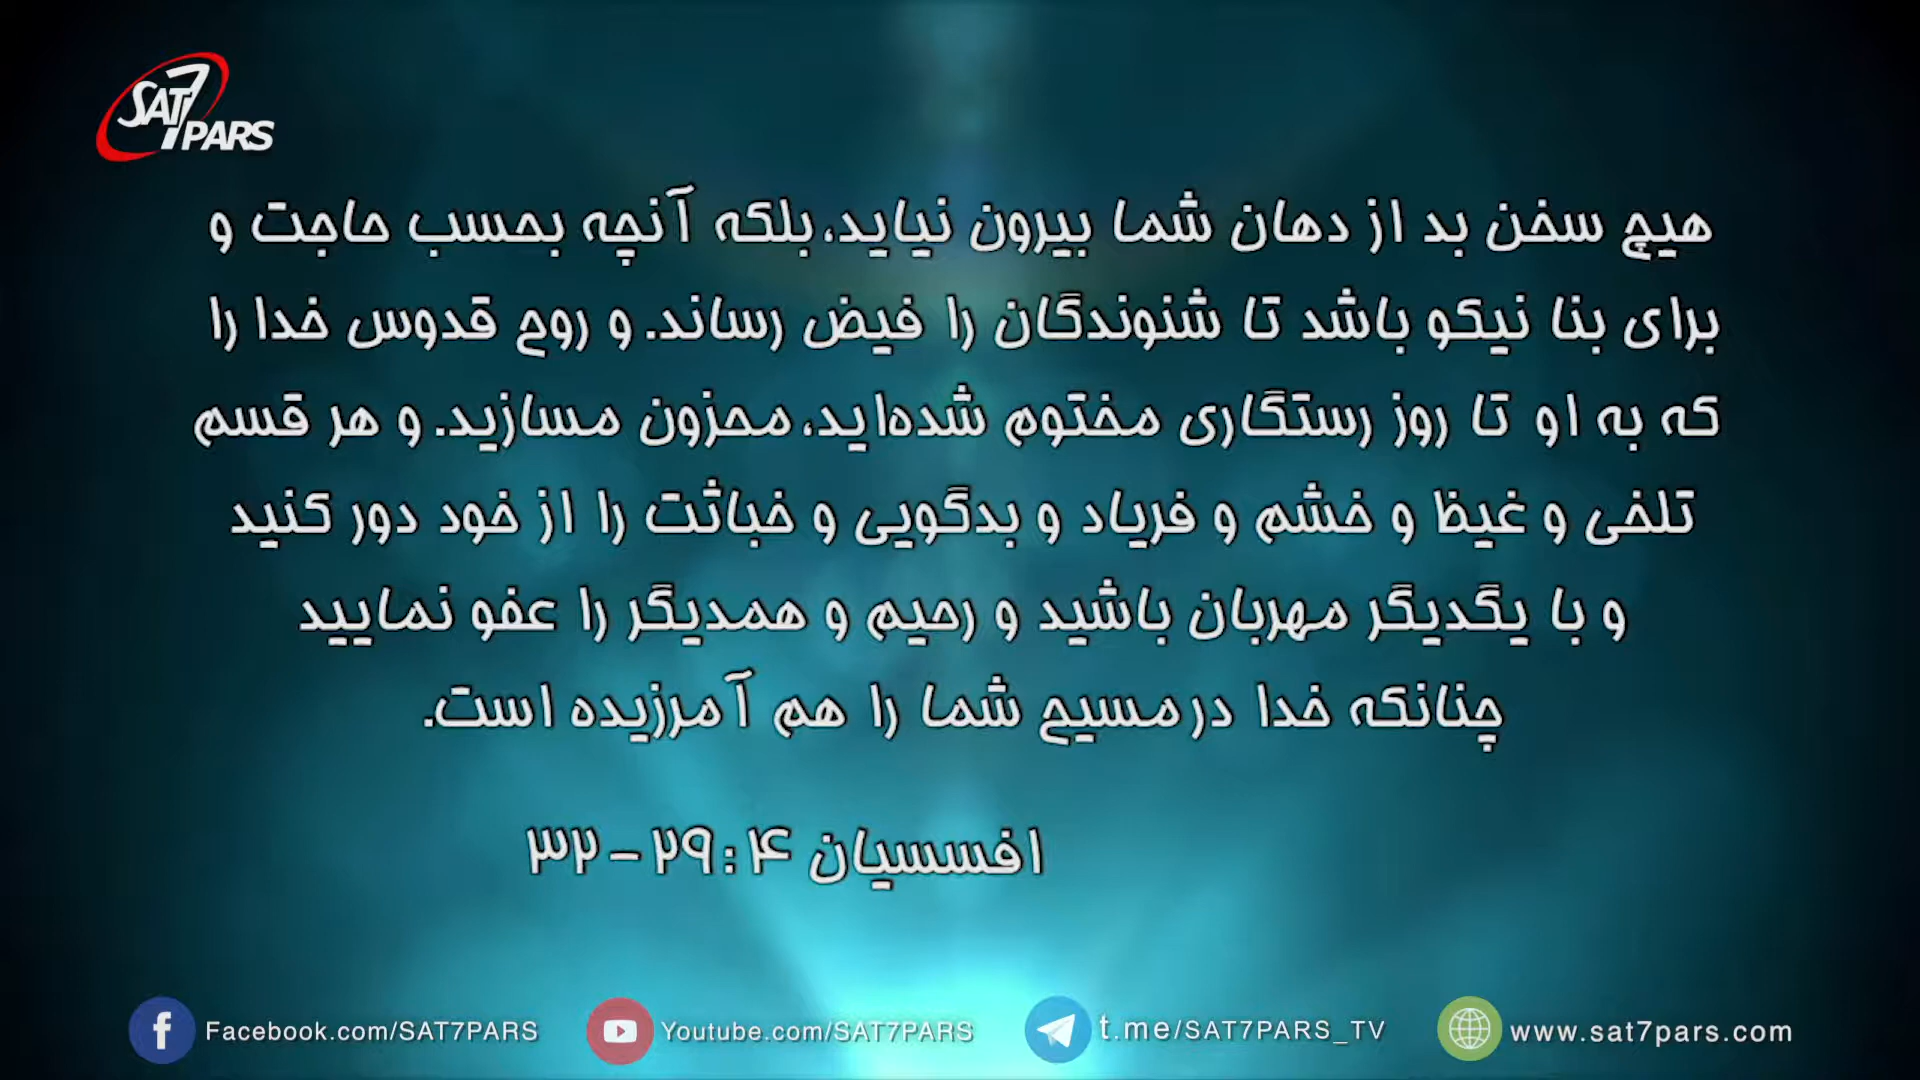 SAT7 PARS
هیچ سخن بد از دهان شما بیرون نیاید، بلکه آنچه بحسب حاجت و
برای بنا نیکو باشد تا شنوندگان را فیض رساند. و روح قدوس خدا را
که به او تا روز رستگاری مختوم شده‌اید، محزون مسازید. و هر قسم
تلخی و غیظ و خشم و فریاد و بدگویی و خباثت را از خود دور کنید
و با یگدیگر مهربان باشید و رحیم و همدیگر را عفو نمایید
چنانکه خدا در مسیح شما را هم آمرزیده است.
افسسیان ۴: ۲۹ – ۳۲
Facebook.com/SAT7PARS
Youtube.com/SAT7PARS
t.me/SAT7PARS_TV
www.sat7pars.com